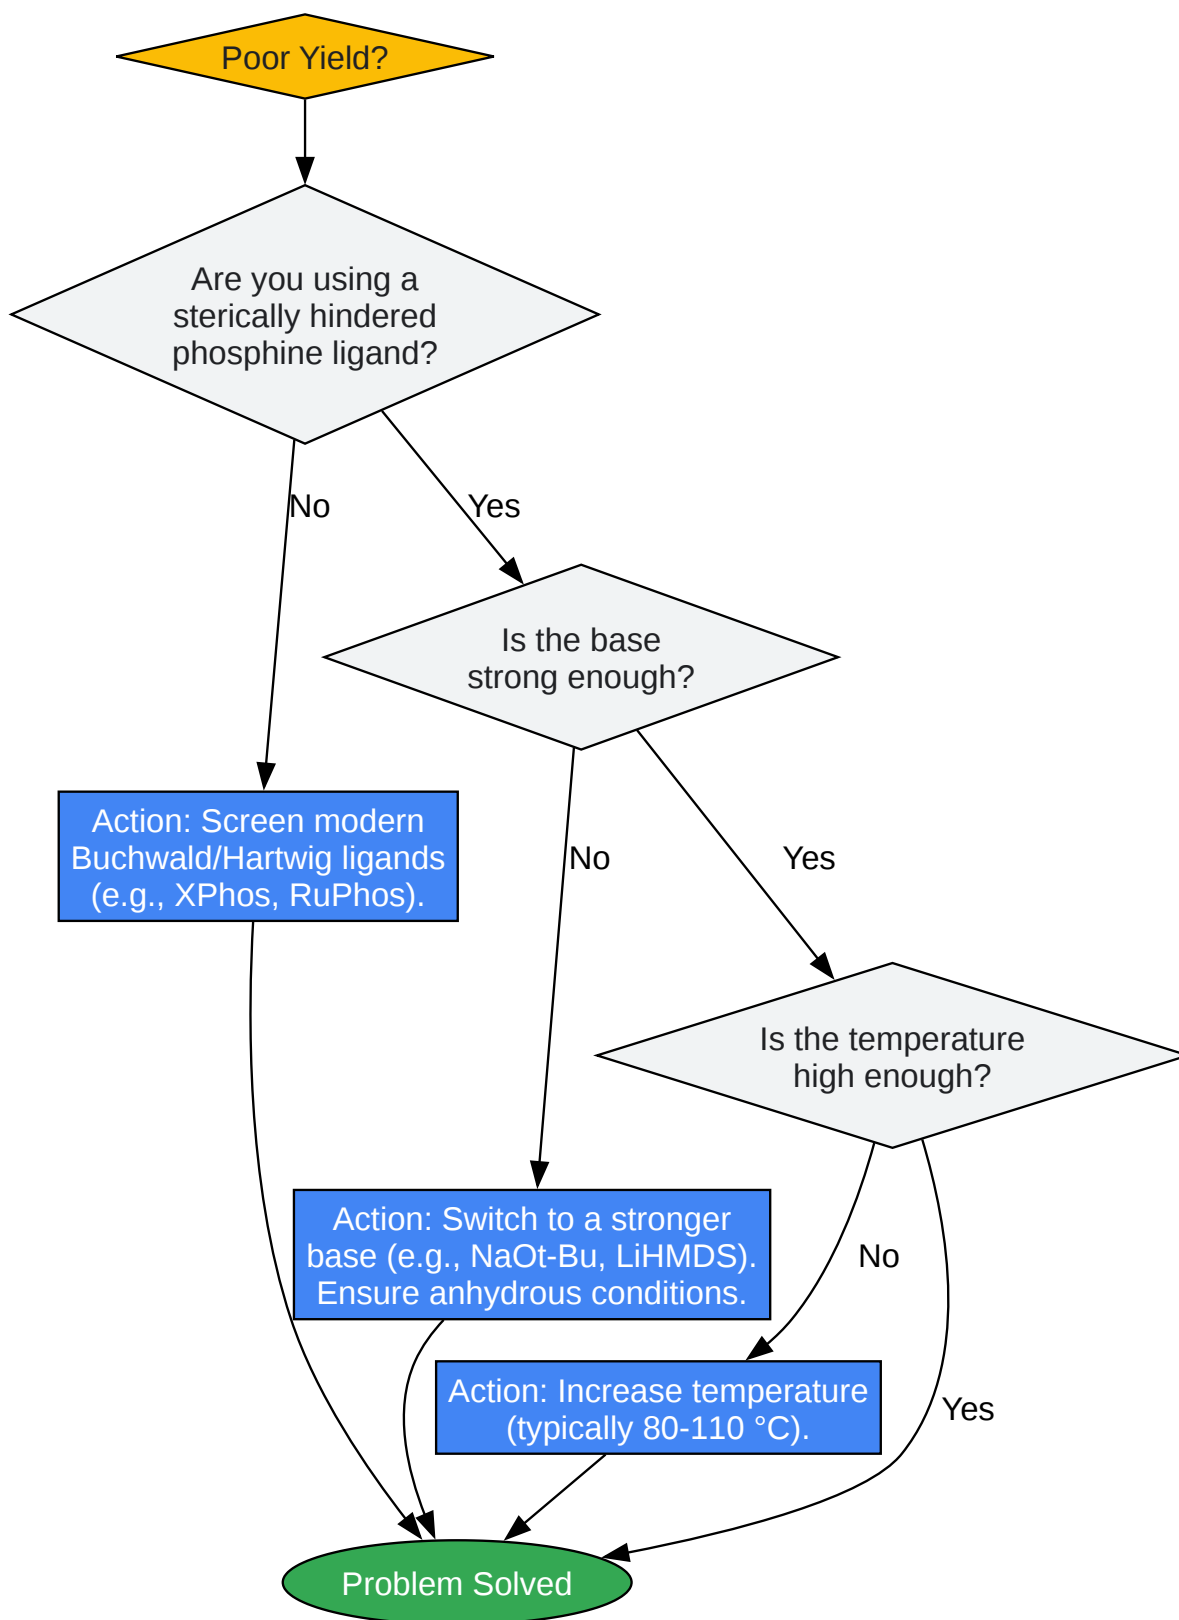 Poor Yield?
Are you using a
sterically hindered
phosphine ligand?
No
Yes
Is the base
strong enough?
Action: Screen modern
Buchwald/Hartwig ligands
(e.g., XPhos, RuPhos).
No
Yes
Is the temperature
high enough?
Action: Switch to a stronger
base (e.g., NaOt-Bu, LiHMDS).
Ensure anhydrous conditions.
No
Action: Increase temperature
(typically 80-110 °C).
Yes
Problem Solved